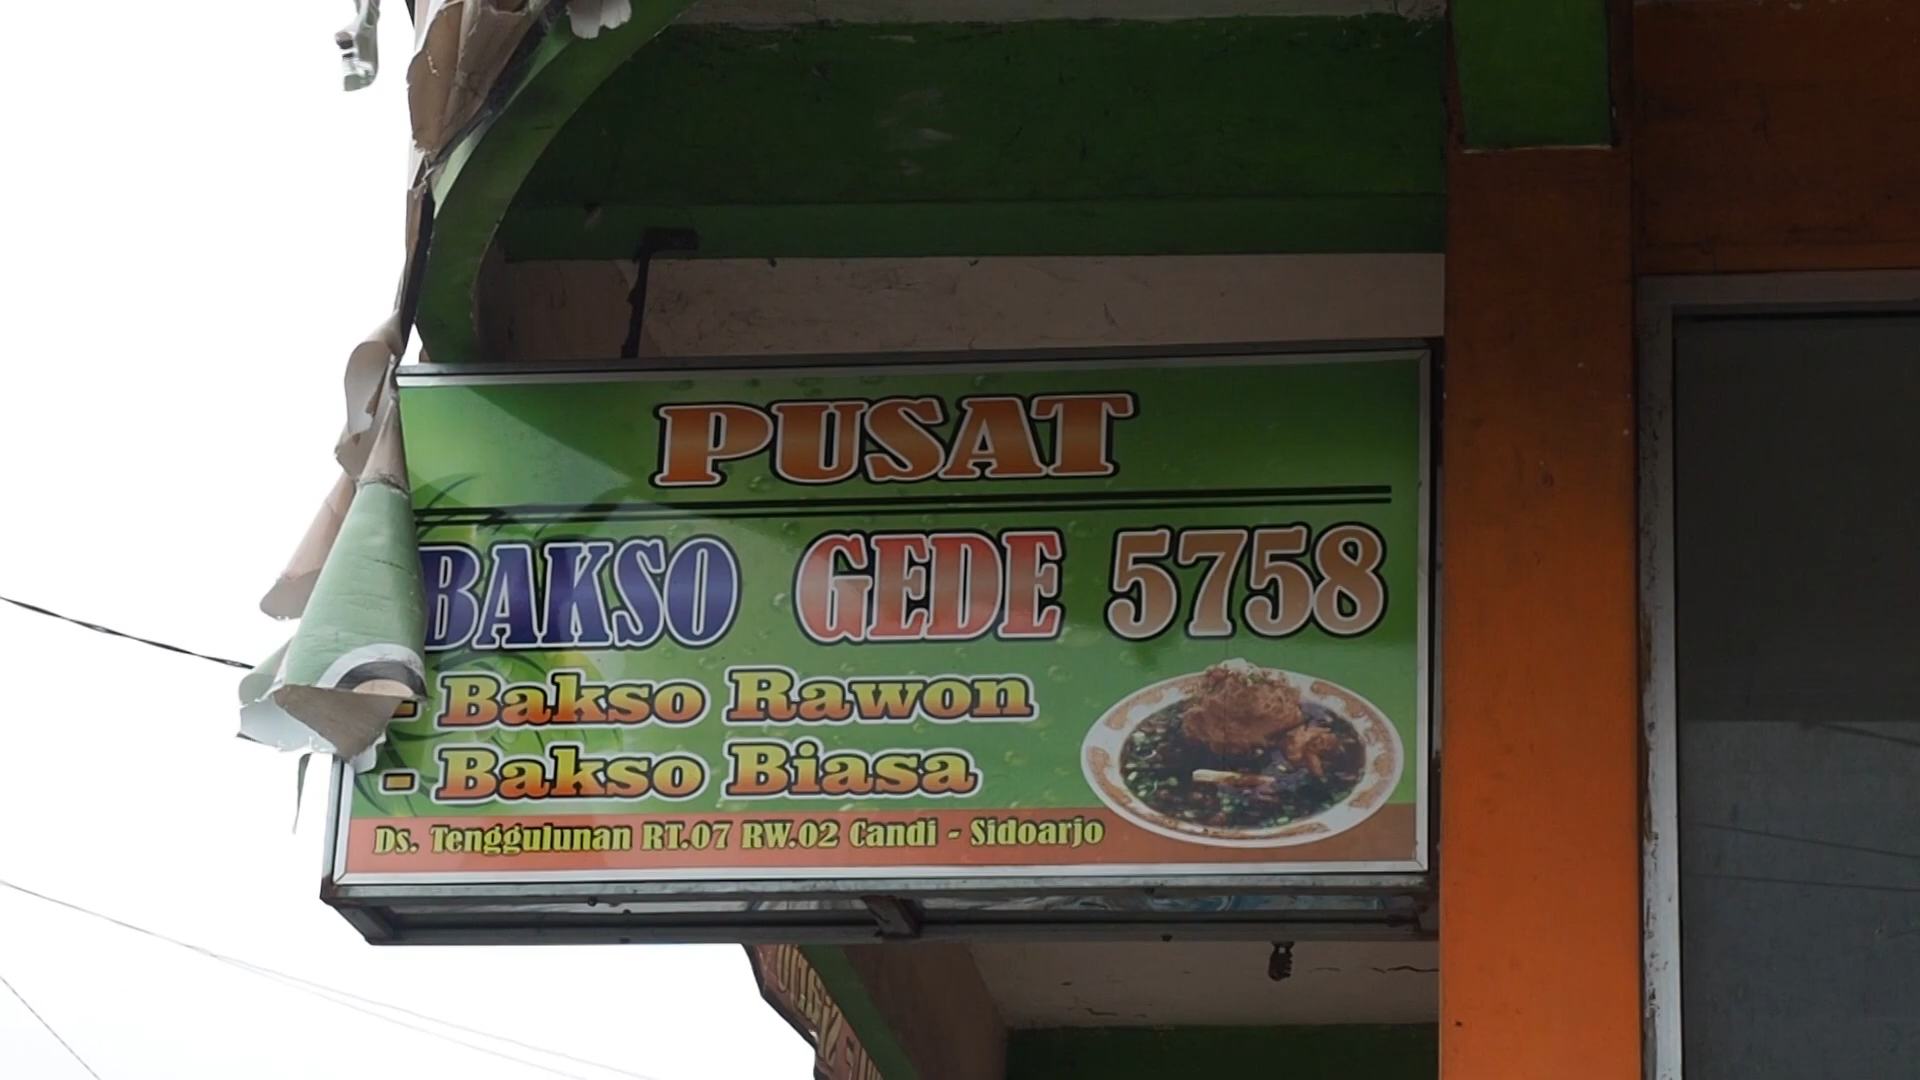 PUSAT
BAKSO GEDE 5758
- Bakso Rawon
- Bakso Biasa
Ds. Tenggulunan RT.07 RW.02 Candi - Sidoarjo